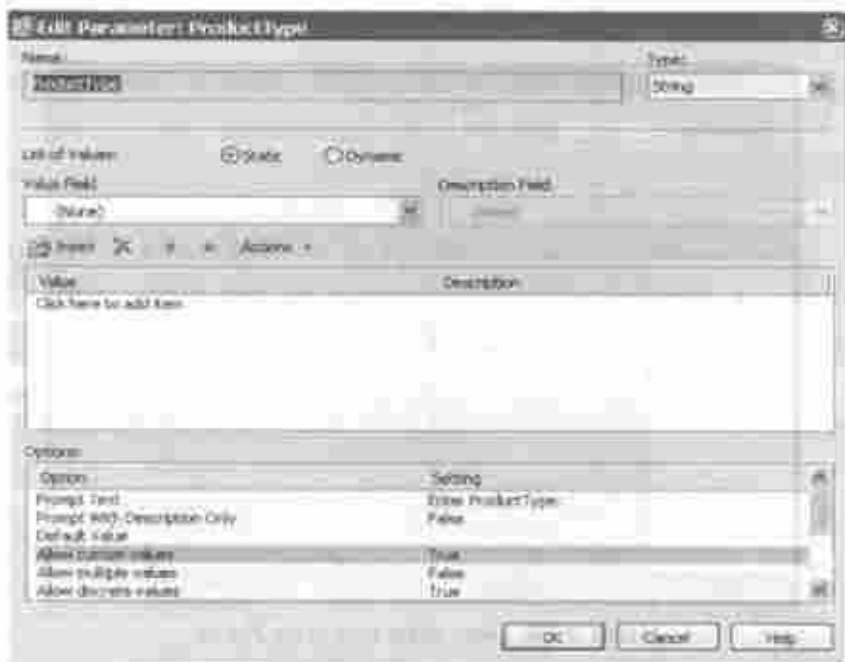 Edit Parameter: ProductType
Name:
Type:
ProductType
String
List of Values:
Static
Dynamic
Value Field:
Description Field:
(None)
(None)
Insert
Actions
Value
Description
Click here to add item
Options:
Option
Setting
Prompt Text
Enter ProductType:
Prompt With Description Only
False
Default Value
Allow custom values
True
Allow multiple values
False
Allow discrete values
True
OK
Cancel
Help